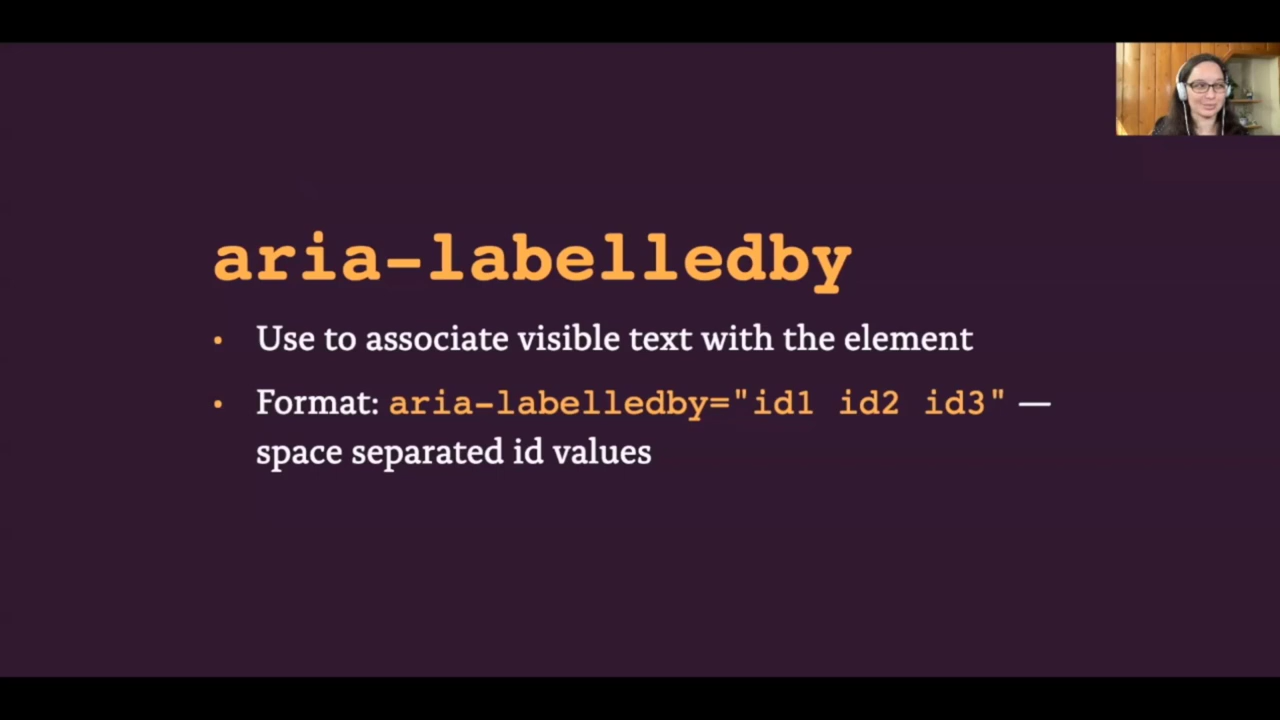 aria-labelledby
• Use to associate visible text with the element
• Format: aria-labelledby="id1 id2 id3" —
space separated id values